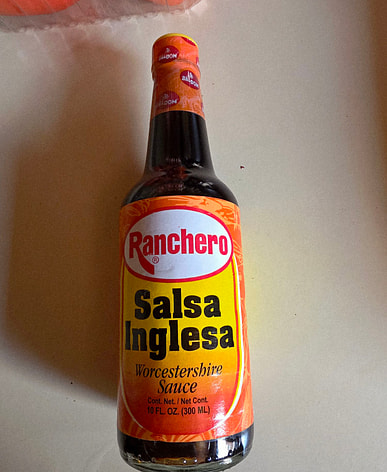 Ranchero
®
Salsa
Inglesa
Worcestershire
Sauce
Cont. Net. / Net Cont.
10 FL. OZ. (300 ML)